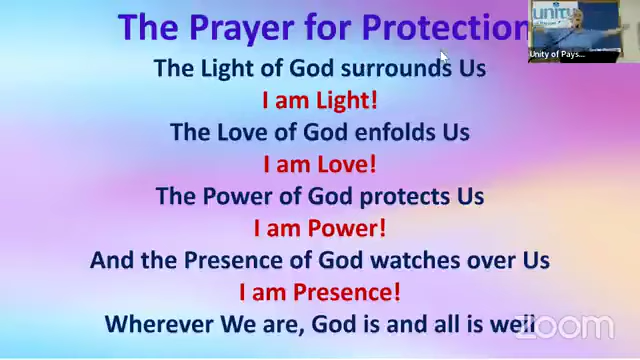 The Prayer for Protection
The Light of God surrounds Us
I am Light!
The Love of God enfolds Us
I am Love!
The Power of God protects Us
I am Power!
And the Presence of God watches over Us
I am Presence!
Wherever We are, God is and all is well
unity
Unity of Pays...
zoom